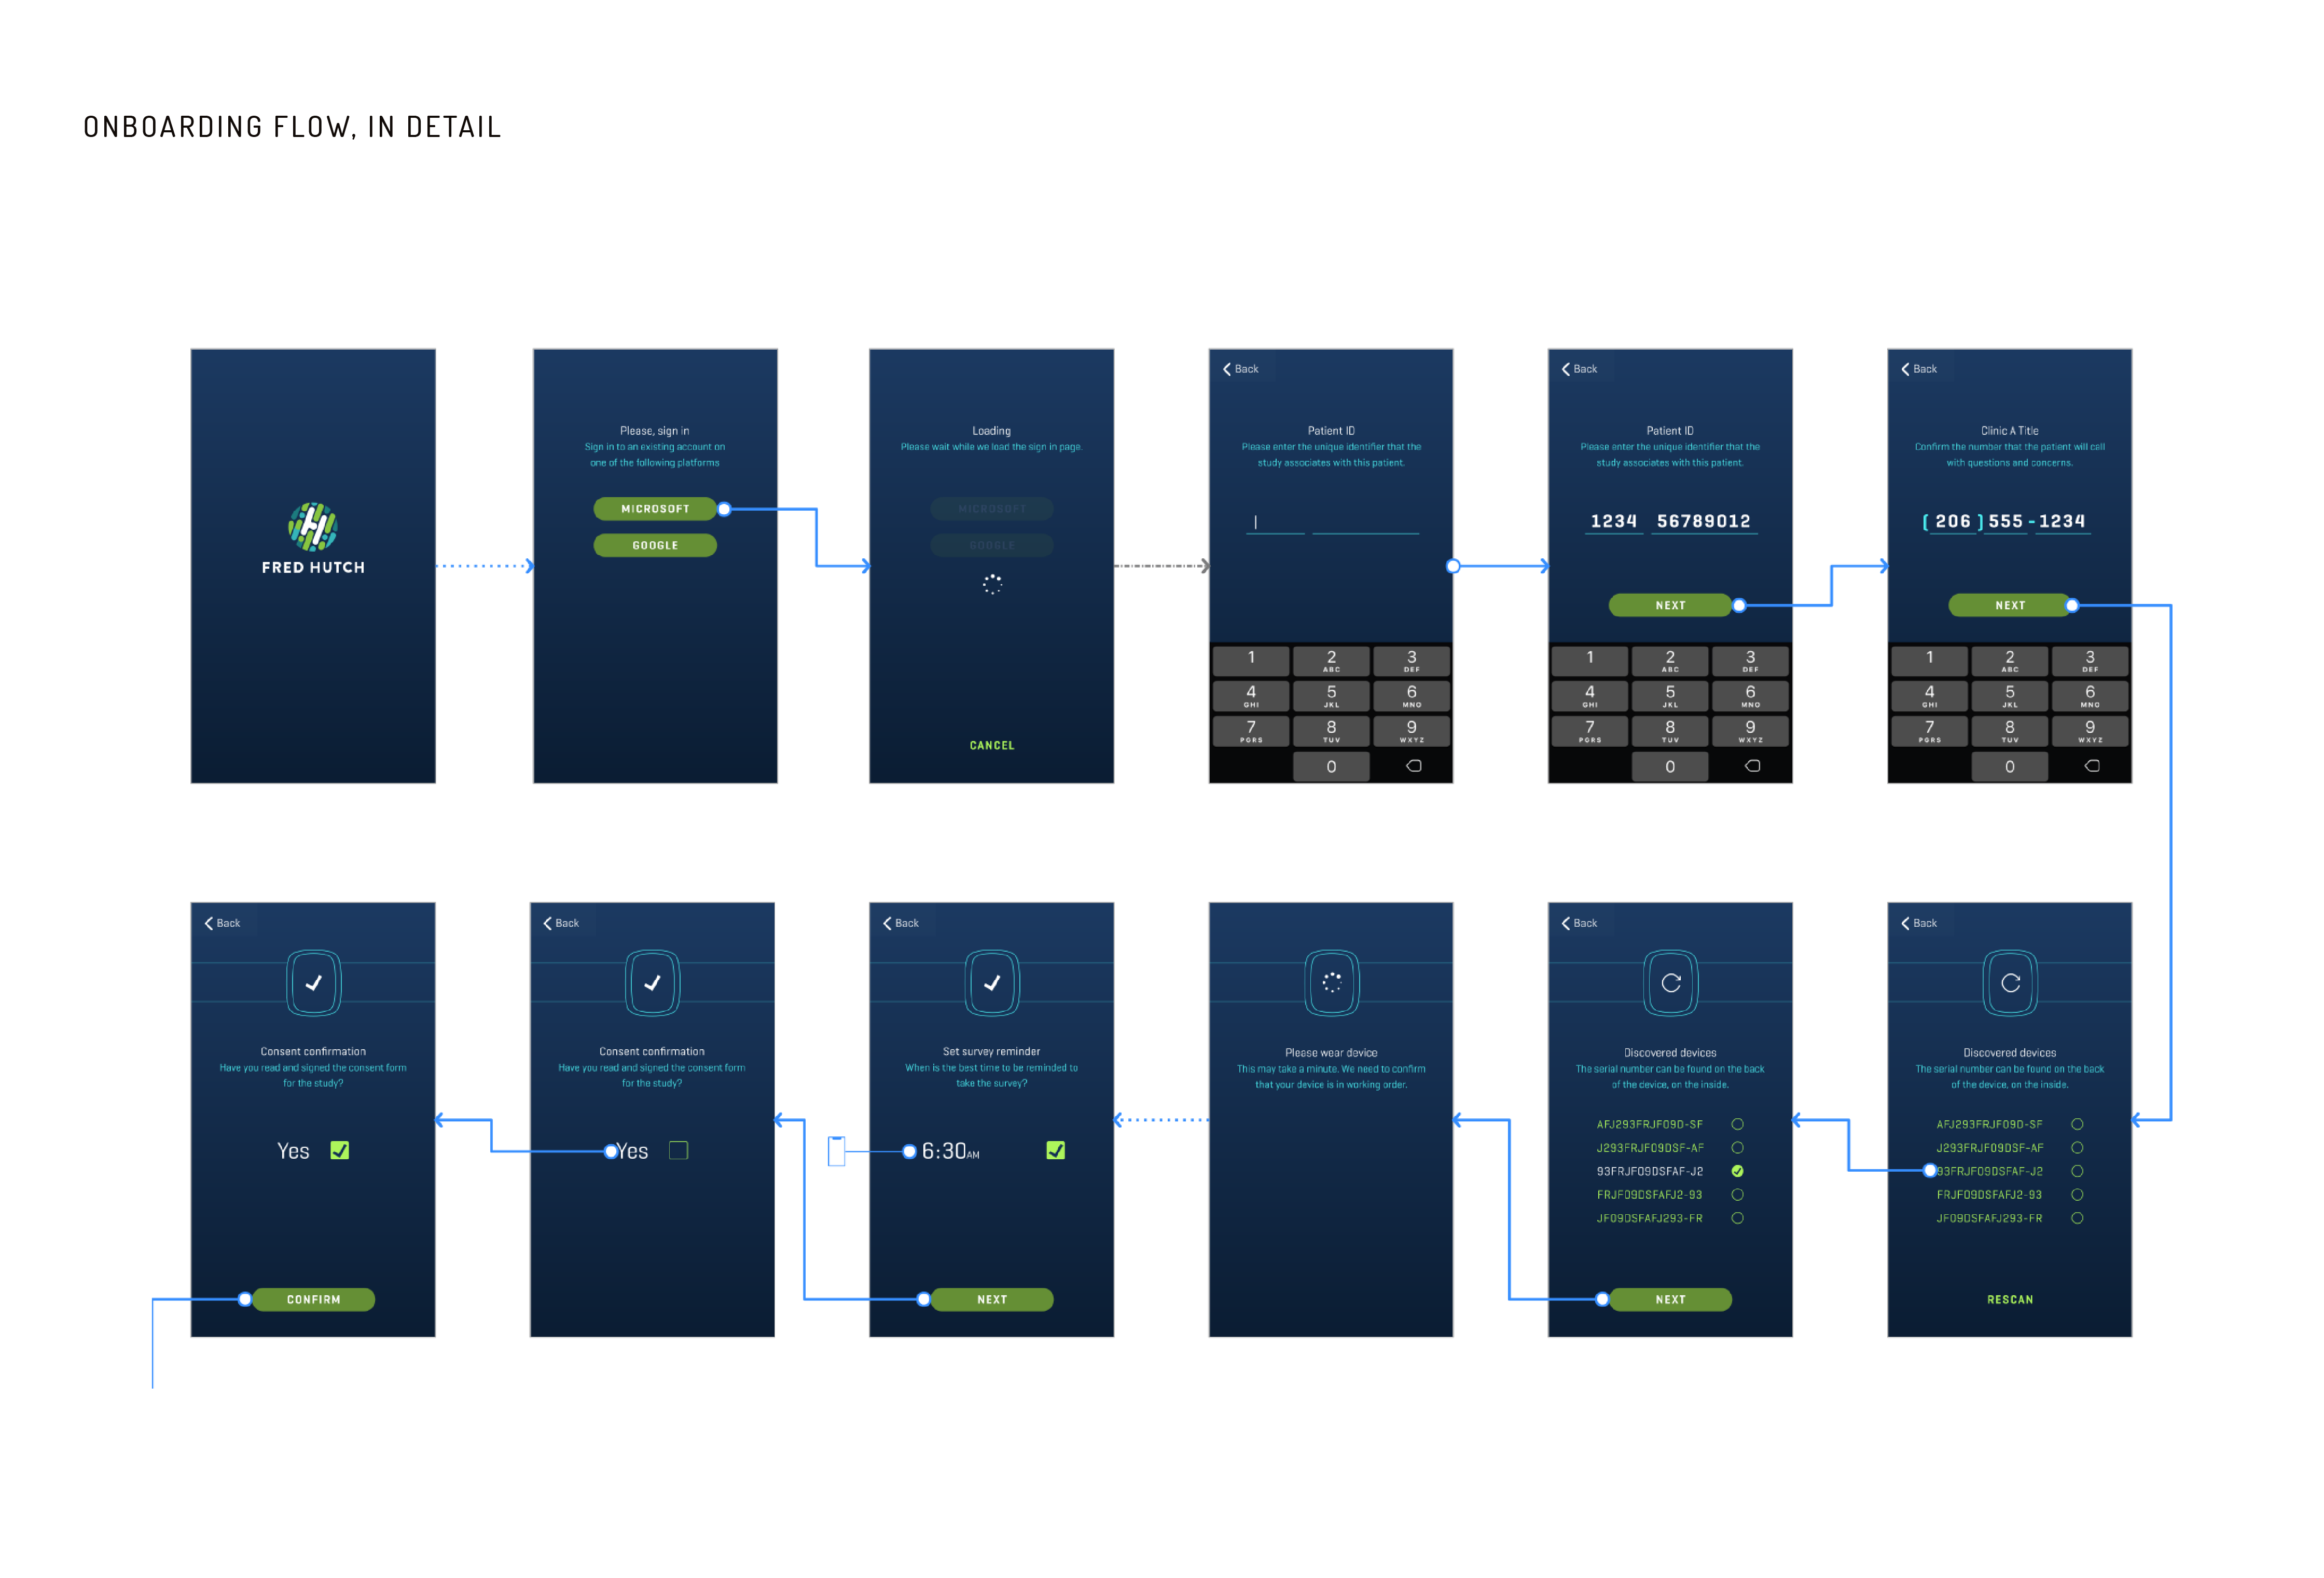 ONBOARDING FLOW, IN DETAIL
FRED HUTCH
Please, sign in
Sign in to an existing account on
one of the following platforms
MICROSOFT
GOOGLE
Loading
Please wait while we load the sign in page.
MICROSOFT
GOOGLE
CANCEL
Back
Patient ID
Please enter the unique identifier that the
study associates with this patient.
1 2 3
ABC DEF
4 5 6
GHI JKL MNO
7 8 9
PQRS TUV WXYZ
0
Back
Patient ID
Please enter the unique identifier that the
study associates with this patient.
1234 56789012
NEXT
1 2 3
ABC DEF
4 5 6
GHI JKL MNO
7 8 9
PQRS TUV WXYZ
0
Back
Clinic A Title
Confirm the number that the patient will call
with questions and concerns.
(206) 555-1234
NEXT
1 2 3
ABC DEF
4 5 6
GHI JKL MNO
7 8 9
PQRS TUV WXYZ
0
Back
Consent confirmation
Have you read and signed the consent form
for the study?
Yes
CONFIRM
Back
Consent confirmation
Have you read and signed the consent form
for the study?
Yes
Back
Set survey reminder
When is the best time to be reminded to
take the survey?
6:30AM
NEXT
Please wear device
This may take a minute. We need to confirm
that your device is in working order.
Back
Discovered devices
The serial number can be found on the back
of the device, on the inside.
AFJ293FRJF09D-SF
J293FRJF09DSF-AF
93FRJF09DSFAF-J2
FRJF09DSFAFJ2-93
JF09DSFAFJ293-FR
NEXT
Back
Discovered devices
The serial number can be found on the back
of the device, on the inside.
AFJ293FRJF09D-SF
J293FRJF09DSF-AF
93FRJF09DSFAF-J2
FRJF09DSFAFJ2-93
JF09DSFAFJ293-FR
RESCAN